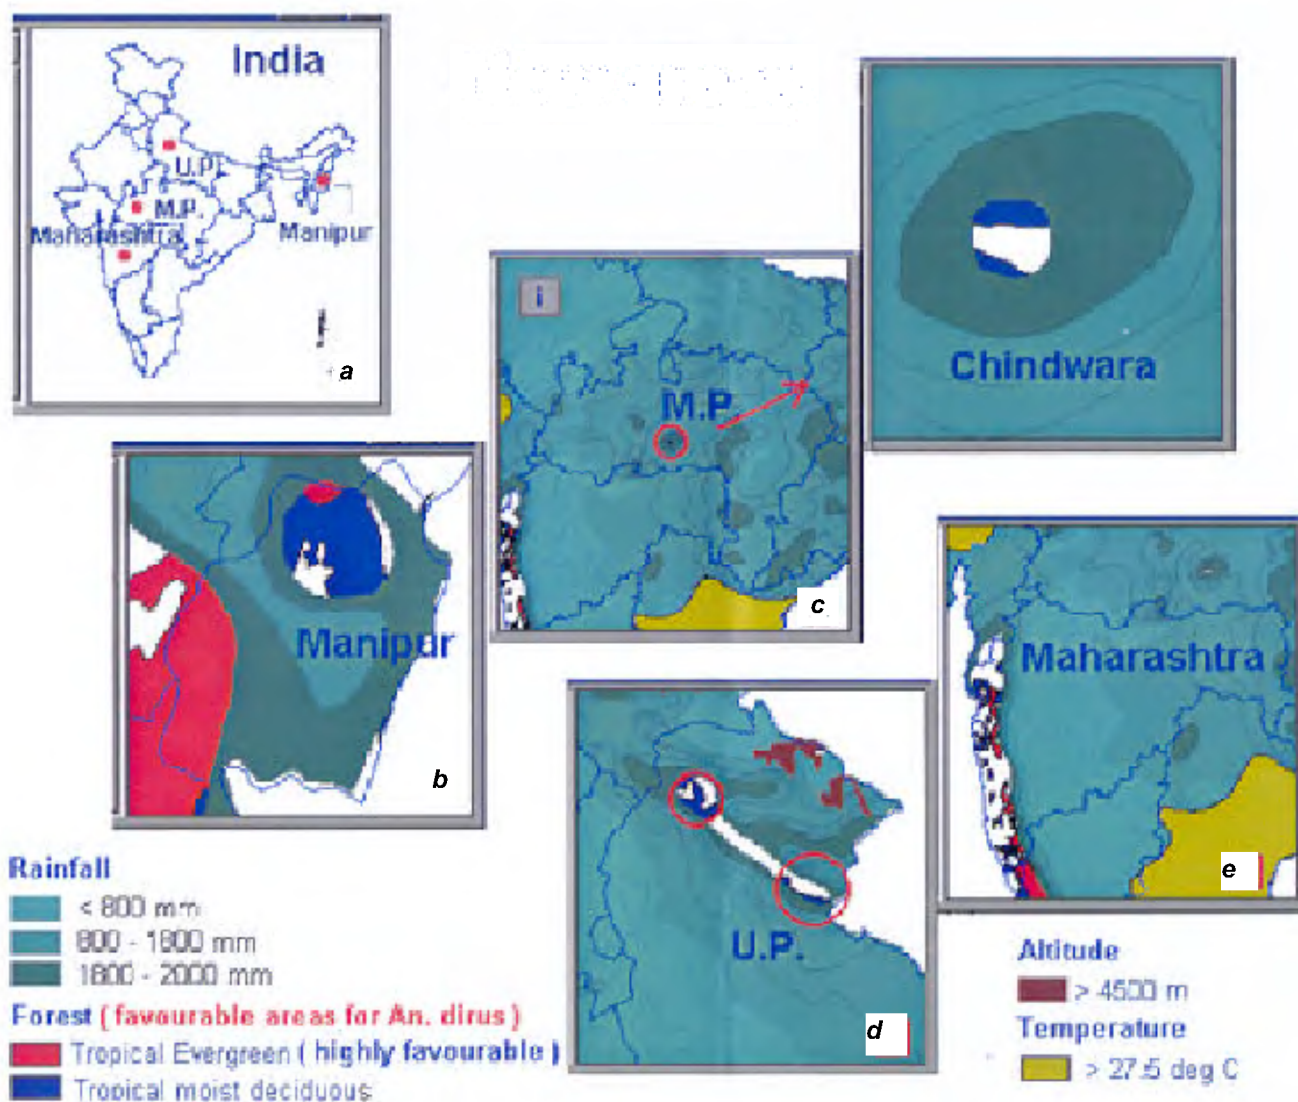 India
U.P.
M.P.
Maharashtra
Manipur
a
Chindwara
i
M.P
c
Manipur
b
Maharashtra
e
U.P.
d
Rainfall
< 800 mm
800 - 1800 mm
1800 - 2000 mm
Forest ( favourable areas for An. dirus )
Tropical Evergreen ( highly favourable )
Tropical moist deciduous
Altitude
> 4500 m
Temperature
> 27.5 deg C